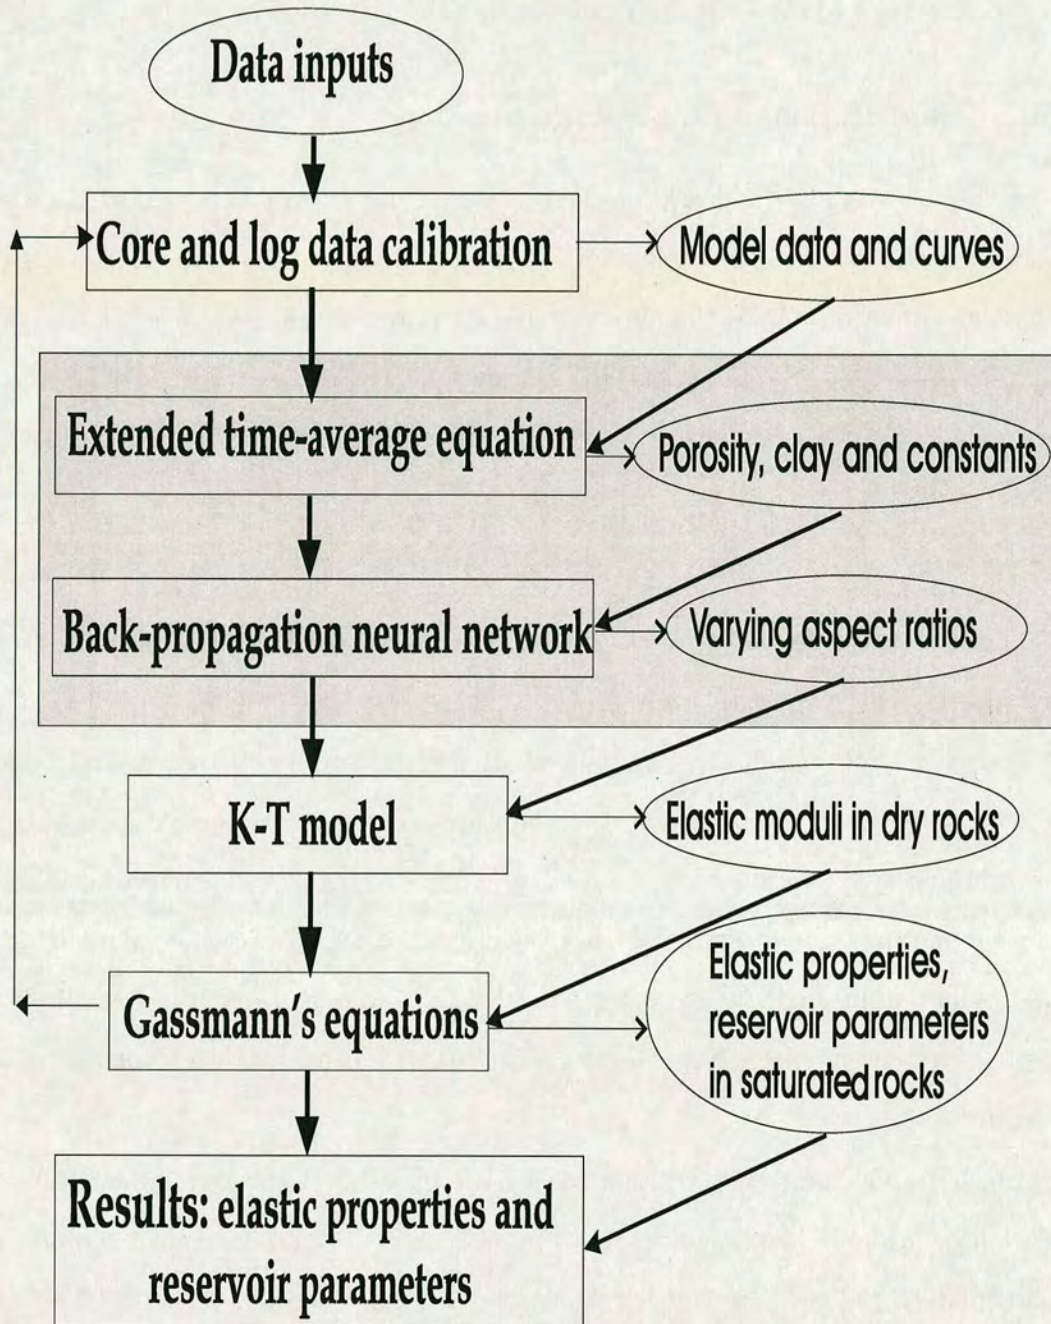 Data inputs
Core and log data calibration
Model data and curves
Extended time-average equation
Porosity, clay and constants
Back-propagation neural network
Varying aspect ratios
K-T model
Elastic moduli in dry rocks
Gassmann's equations
Elastic properties,
reservoir parameters
in saturated rocks
Results: elastic properties and
reservoir parameters